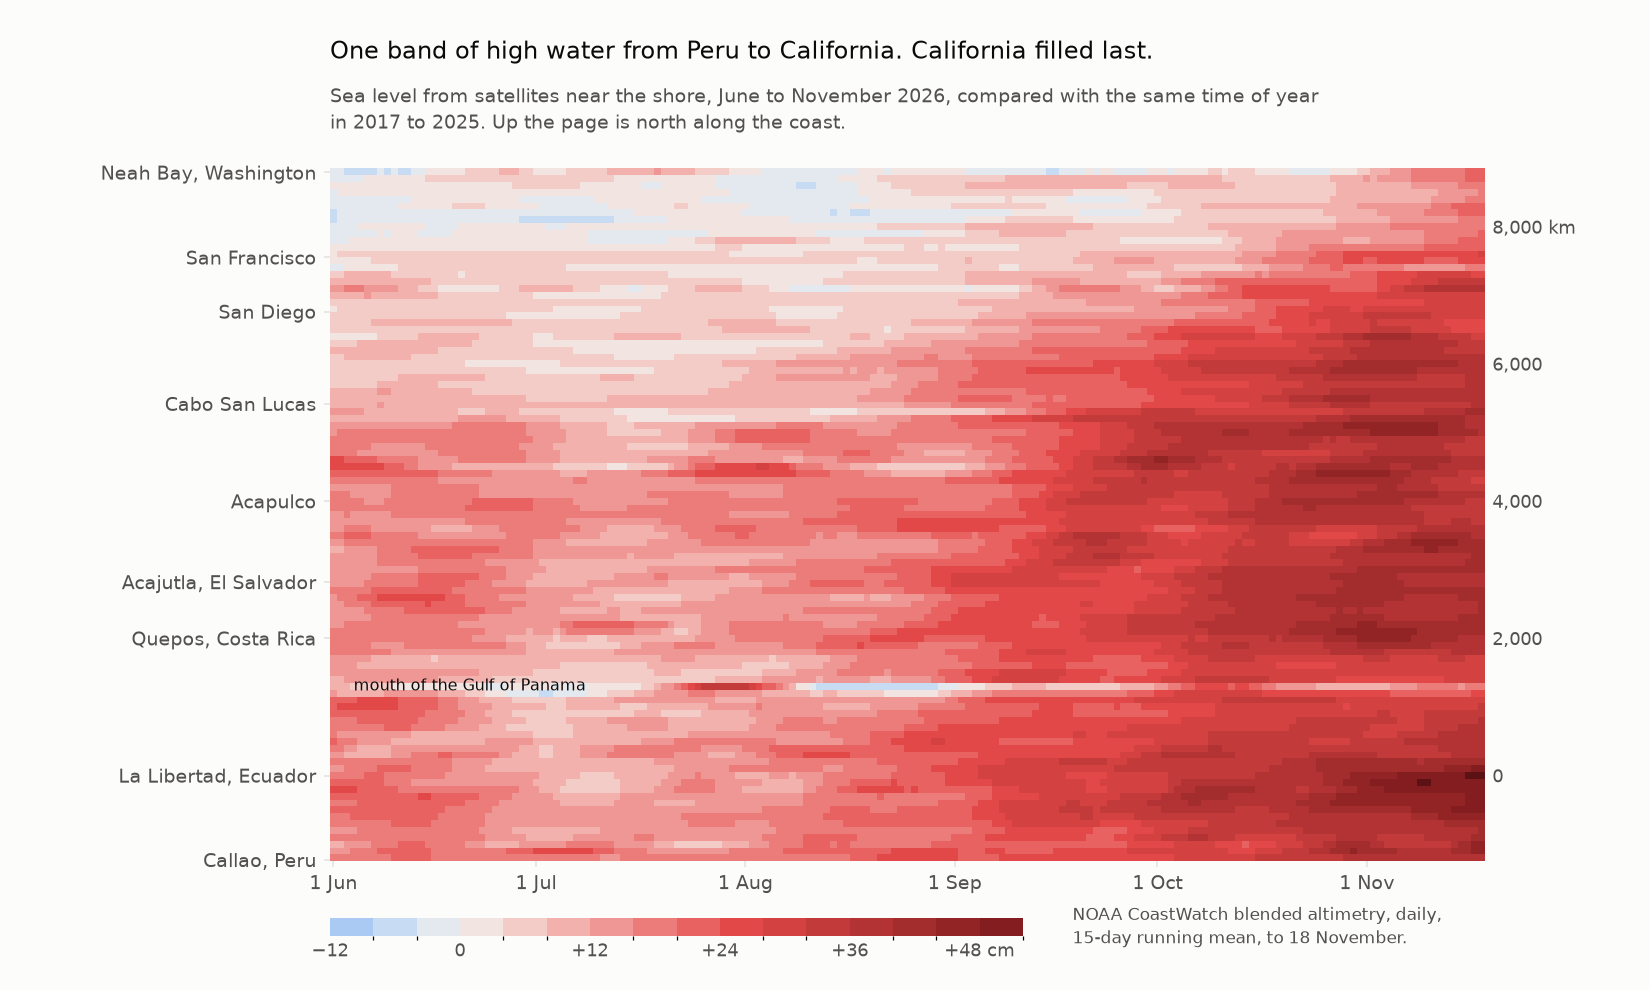 One band of high water from Peru to California. California filled last.
Sea level from satellites near the shore, June to November 2026, compared with the same time of year
in 2017 to 2025. Up the page is north along the coast.
Neah Bay, Washington
8,000 km
San Francisco
San Diego
6,000
Cabo San Lucas
Acapulco
4,000
Acajutla, El Salvador
Quepos, Costa Rica
2,000
mouth of the Gulf of Panama
La Libertad, Ecuador
0
Callao, Peru
1 Jun
1 Jul
1 Aug
1 Sep
1 Oct
1 Nov
−12
0
+12
+24
+36
+48 cm
NOAA CoastWatch blended altimetry, daily,
15-day running mean, to 18 November.